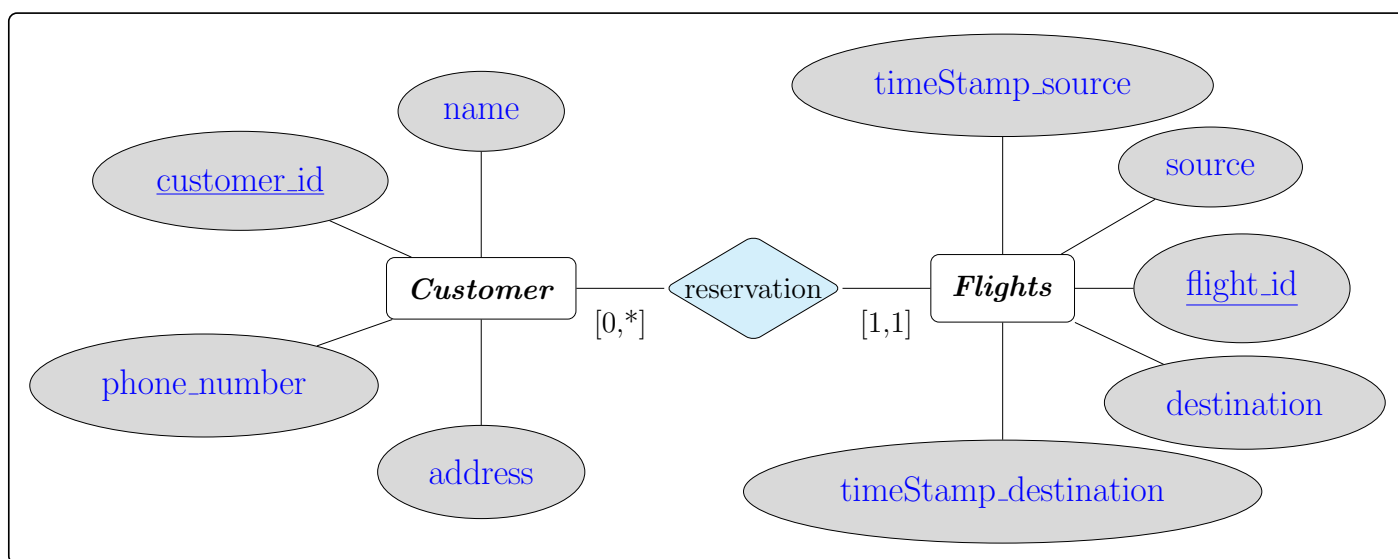 timeStamp_source
name
source
customer_id
Customer
reservation
Flights
flight_id
[0,*]
[1,1]
phone_number
destination
address
timeStamp_destination